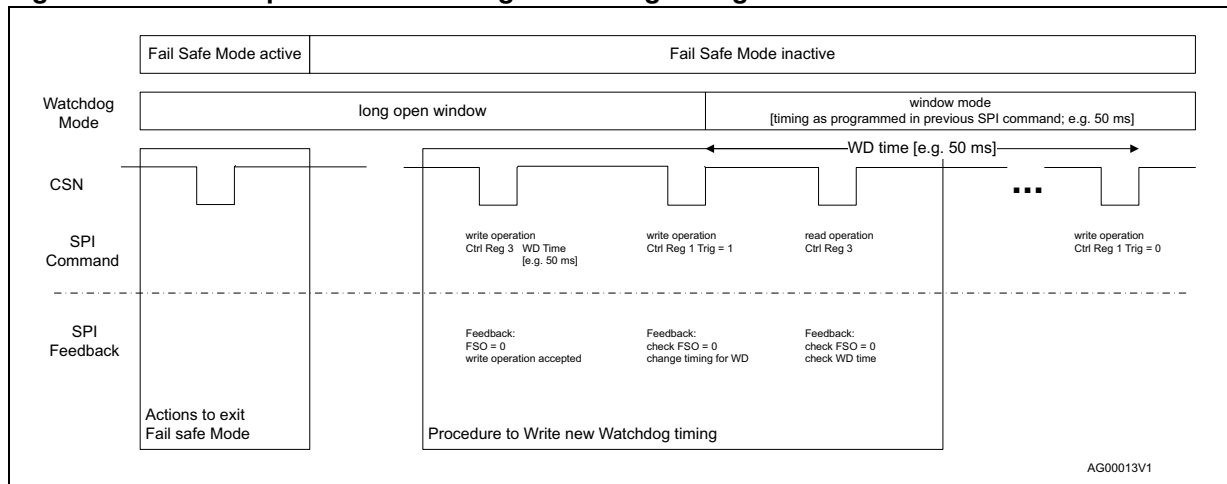 Fail Safe Mode active
Fail Safe Mode inactive
Watchdog
Mode
long open window
window mode
[timing as programmed in previous SPI command; e.g. 50 ms]
WD time [e.g. 50 ms]
CSN
...
SPI
Command
write operation
Ctrl Reg 3 WD Time
[e.g. 50 ms]
write operation
Ctrl Reg 1 Trig = 1
read operation
Ctrl Reg 3
write operation
Ctrl Reg 1 Trig = 0
SPI
Feedback
Feedback:
FSO = 0
write operation accepted
Feedback:
check FSO = 0
change timing for WD
Feedback:
check FSO = 0
check WD time
Actions to exit
Fail safe Mode
Procedure to Write new Watchdog timing
AG00013V1